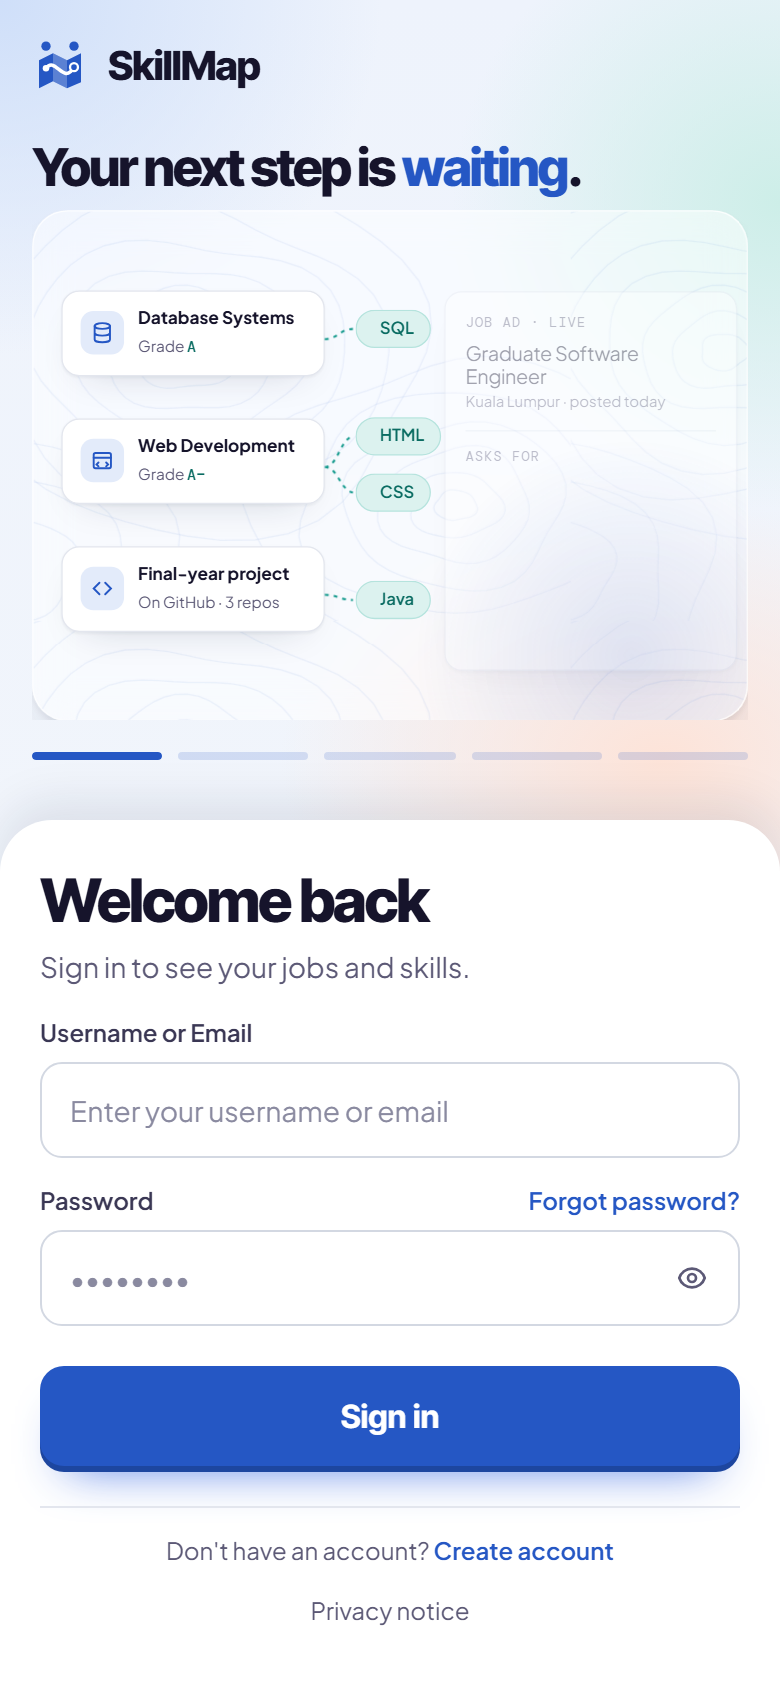 SkillMap
Your next step is waiting.
Database Systems
Grade A
SQL
Web Development
Grade A−
HTML
CSS
Final-year project
On GitHub · 3 repos
Java
JOB AD · LIVE
Graduate Software
Engineer
Kuala Lumpur · posted today
ASKS FOR
Welcome back
Sign in to see your jobs and skills.
Username or Email
Enter your username or email
Password
Forgot password?
••••••••
Sign in
Don't have an account? Create account
Privacy notice